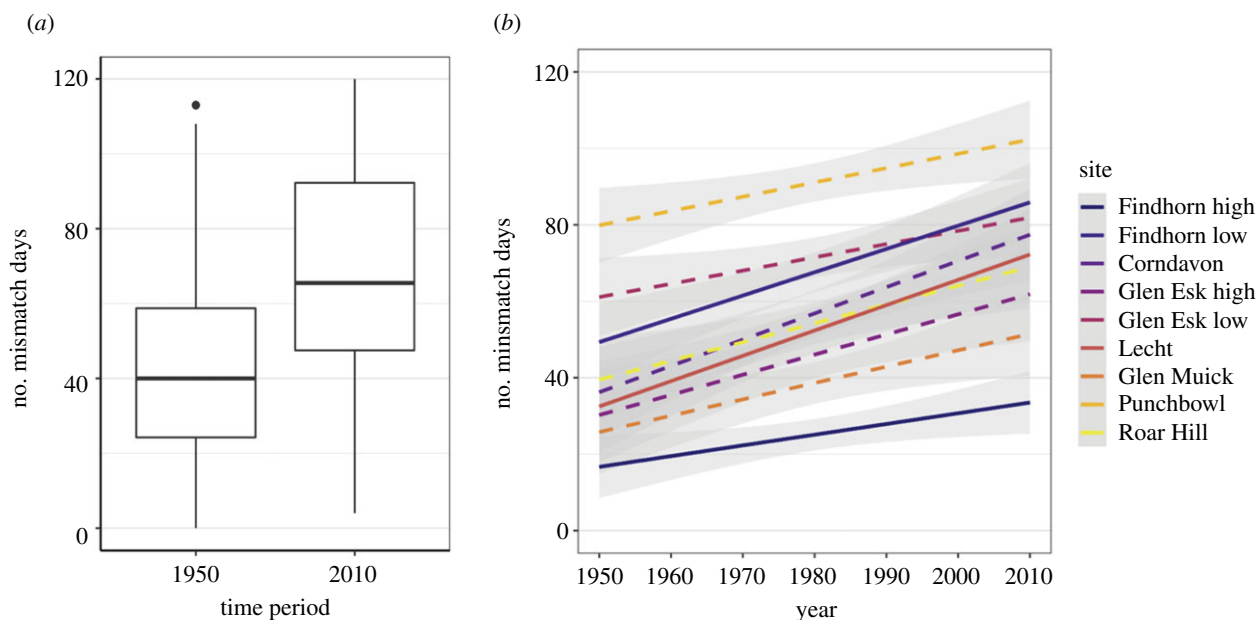 (a)
120
80
40
0
no. mismatch days
1950 2010
time period
(b)
120
80
40
0
no. minsmatch days
1950 1960 1970 1980 1990 2000 2010
year
site
Findhorn high
Findhorn low
Corndavon
Glen Esk high
Glen Esk low
Lecht
Glen Muick
Punchbowl
Roar Hill